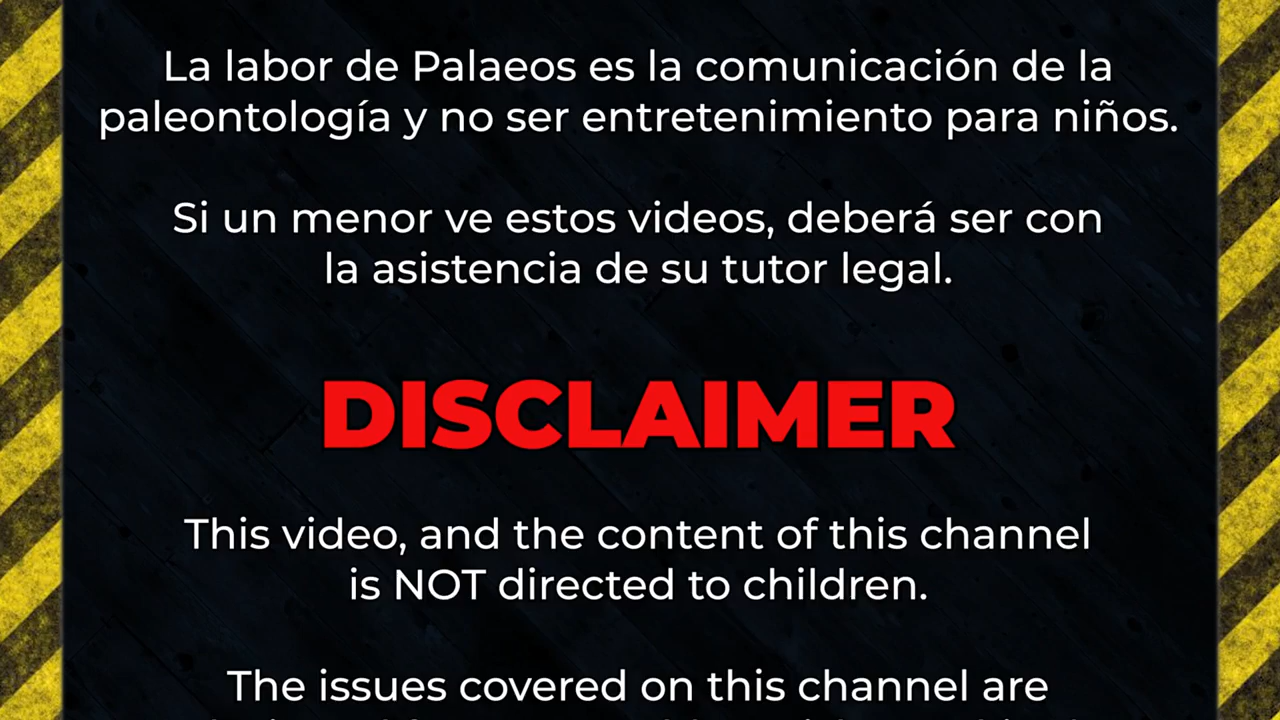 La labor de Palaeos es la comunicación de la
paleontología y no ser entretenimiento para niños.
Si un menor ve estos videos, deberá ser con
la asistencia de su tutor legal.
DISCLAIMER
This video, and the content of this channel
is NOT directed to children.
The issues covered on this channel are